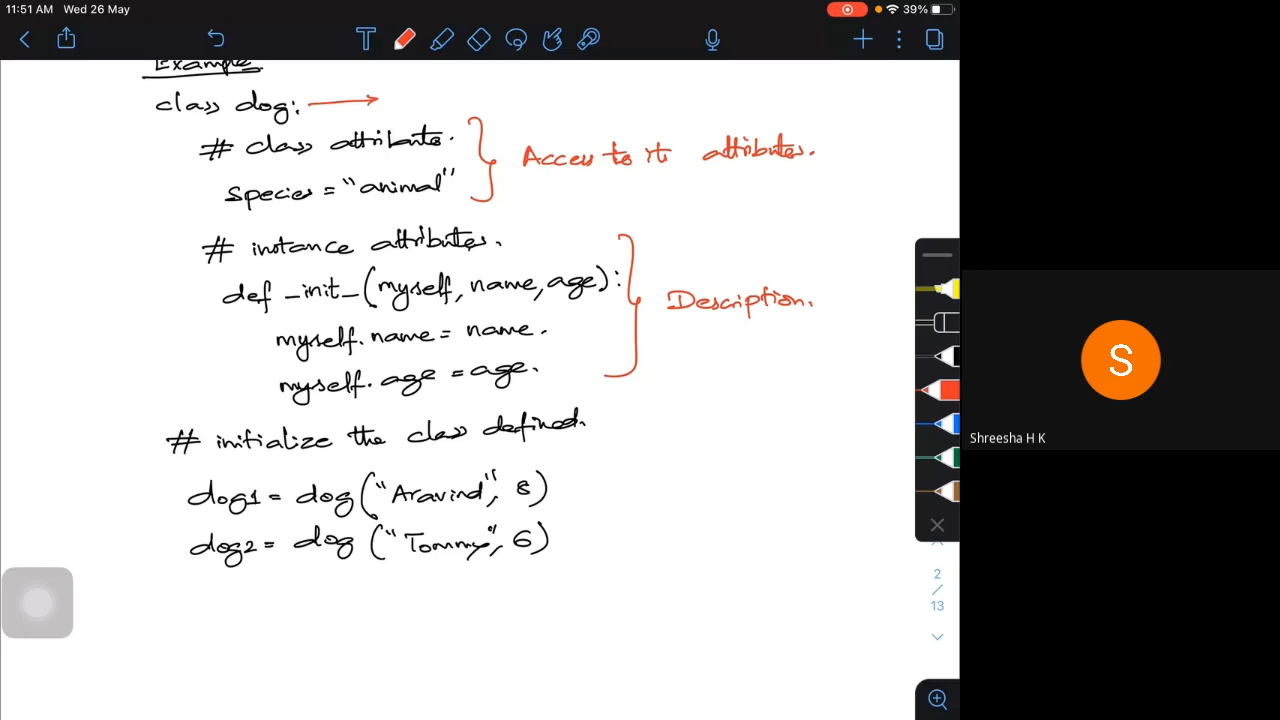 11:51 AM Wed 26 May
39%
Example
class dog:
# class attributes.
species = "animal"
Access to its attributes.
# instance attributes.
def _init_(myself, name, age):
myself.name = name.
myself.age = age.
Description.
# initialize the class defined.
dog1 = dog("Aravind", 8)
dog2 = dog ("Tommy", 6)
2
/
13
S
Shreesha H K